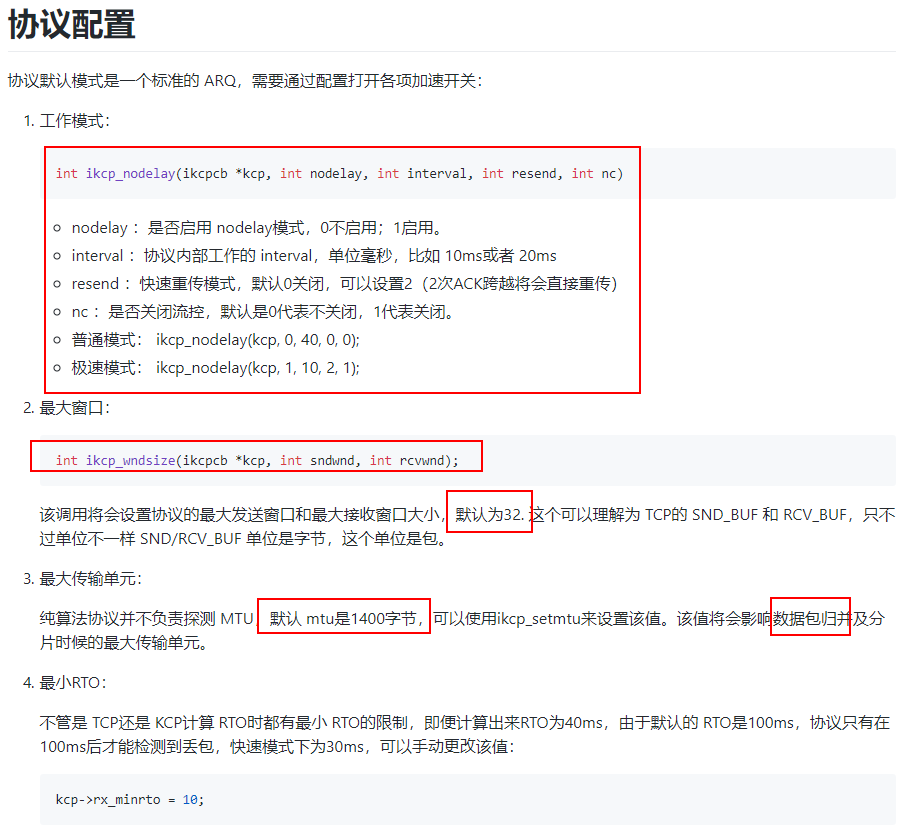 协议配置
协议默认模式是一个标准的 ARQ，需要通过配置打开各项加速开关：
1. 工作模式：
int ikcp_nodelay(ikcpcb *kcp, int nodelay, int interval, int resend, int nc)
nodelay ：是否启用 nodelay模式，0不启用；1启用。
interval ：协议内部工作的 interval，单位毫秒，比如 10ms或者 20ms
resend ：快速重传模式，默认0关闭，可以设置2（2次ACK跨越将会直接重传）
nc ：是否关闭流控，默认是0代表不关闭，1代表关闭。
普通模式： ikcp_nodelay(kcp, 0, 40, 0, 0);
极速模式： ikcp_nodelay(kcp, 1, 10, 2, 1);
2. 最大窗口：
int ikcp_wndsize(ikcpcb *kcp, int sndwnd, int rcvwnd);
该调用将会设置协议的最大发送窗口和最大接收窗口大小，默认为32. 这个可以理解为 TCP的 SND_BUF 和 RCV_BUF，只不
过单位不一样 SND/RCV_BUF 单位是字节，这个单位是包。
3. 最大传输单元：
纯算法协议并不负责探测 MTU，默认 mtu是1400字节，可以使用ikcp_setmtu来设置该值。该值将会影响数据包归并及分
片时候的最大传输单元。
4. 最小RTO：
不管是 TCP还是 KCP计算 RTO时都有最小 RTO的限制，即便计算出来RTO为40ms，由于默认的 RTO是100ms，协议只有在
100ms后才能检测到丢包，快速模式下为30ms，可以手动更改该值：
kcp->rx_minrto = 10;